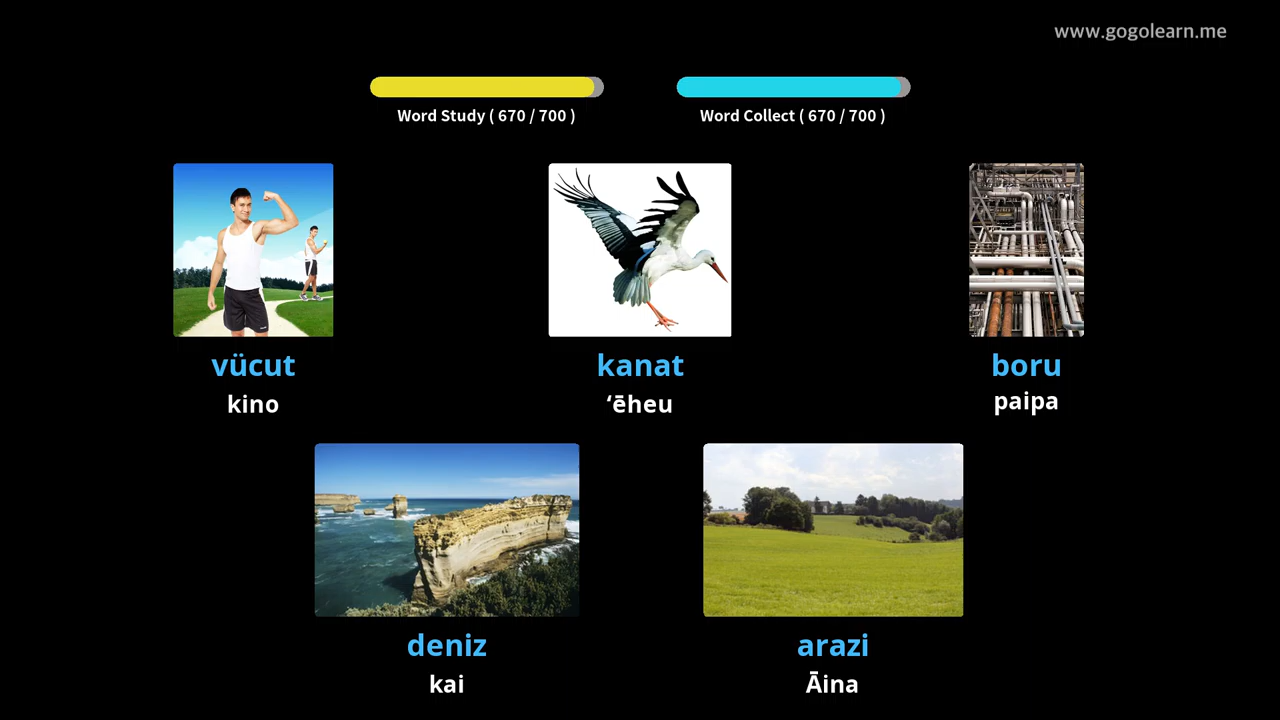 www.gogolearn.me
Word Study ( 670 / 700 )
Word Collect ( 670 / 700 )
vücut
kino
kanat
ʻēheu
boru
paipa
deniz
kai
arazi
Āina